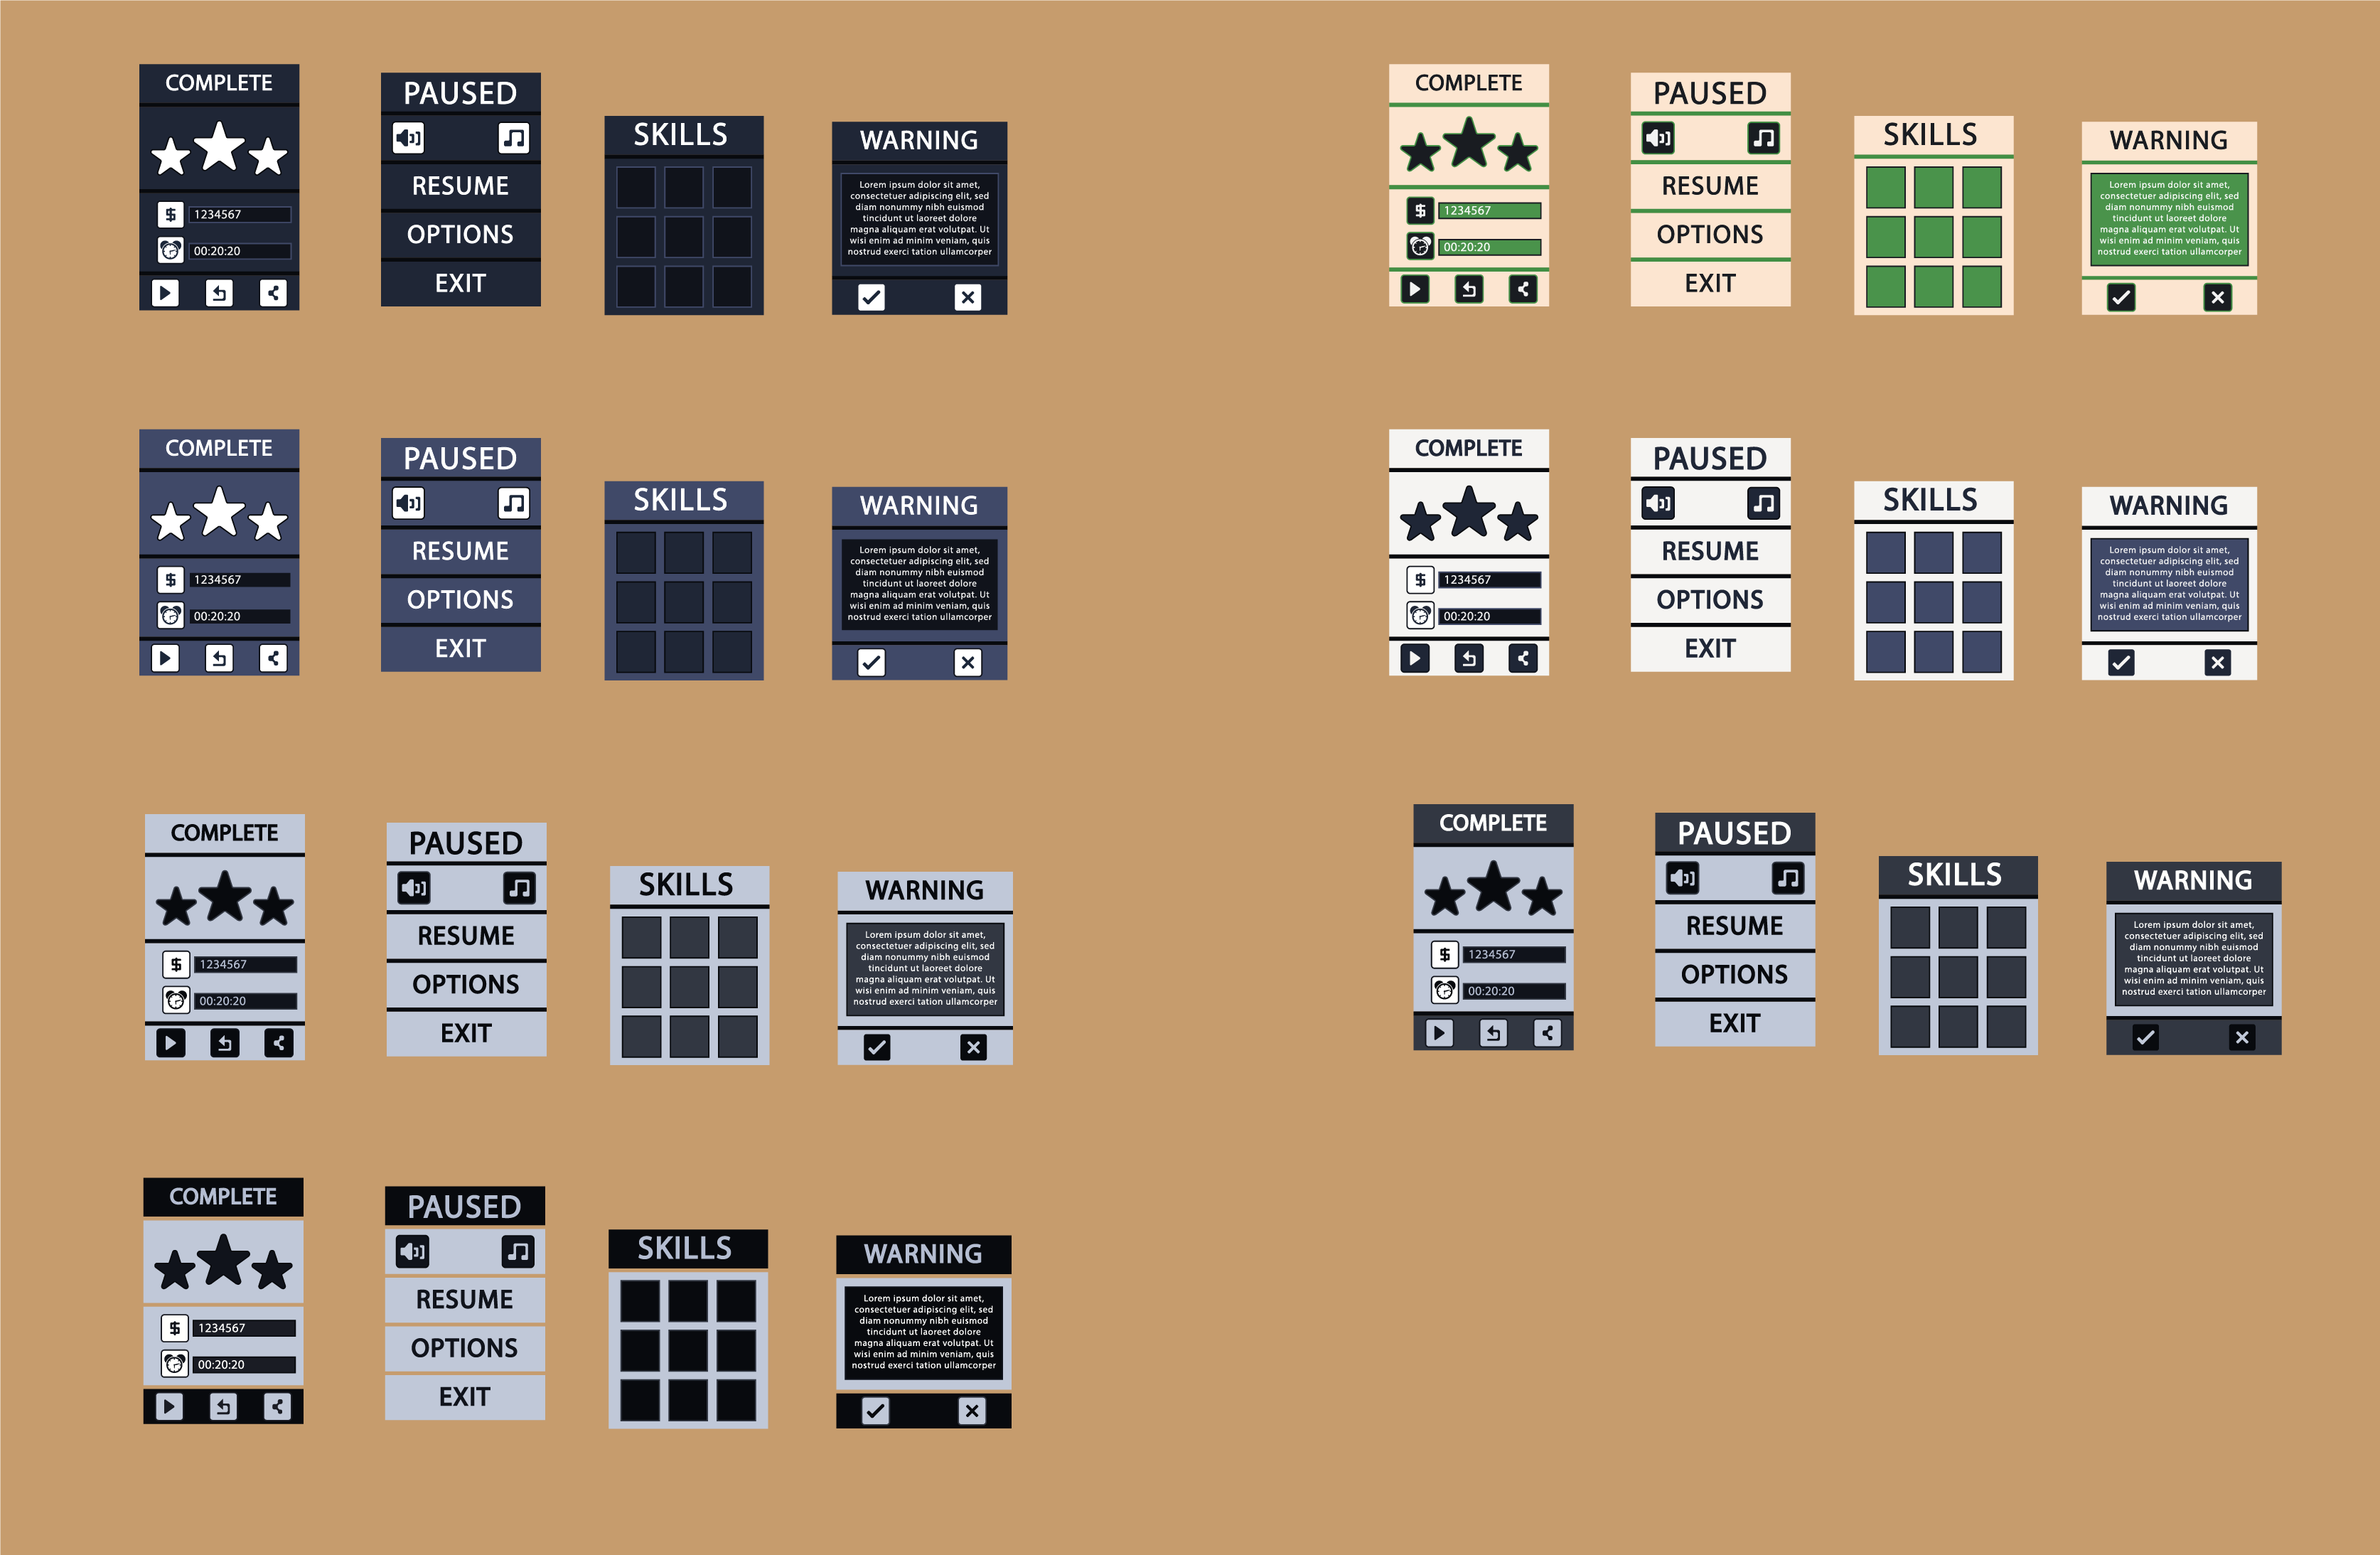 COMPLETE
$ 1234567
00:20:20
PAUSED
RESUME
OPTIONS
EXIT
SKILLS
WARNING
Lorem ipsum dolor sit amet,
consectetuer adipiscing elit, sed
diam nonummy nibh euismod
tincidunt ut laoreet dolore
magna aliquam erat volutpat. Ut
wisi enim ad minim veniam, quis
nostrud exerci tation ullamcorper
COMPLETE
$ 1234567
00:20:20
PAUSED
RESUME
OPTIONS
EXIT
SKILLS
WARNING
Lorem ipsum dolor sit amet,
consectetuer adipiscing elit, sed
diam nonummy nibh euismod
tincidunt ut laoreet dolore
magna aliquam erat volutpat. Ut
wisi enim ad minim veniam, quis
nostrud exerci tation ullamcorper
COMPLETE
$ 1234567
00:20:20
PAUSED
RESUME
OPTIONS
EXIT
SKILLS
WARNING
Lorem ipsum dolor sit amet,
consectetuer adipiscing elit, sed
diam nonummy nibh euismod
tincidunt ut laoreet dolore
magna aliquam erat volutpat. Ut
wisi enim ad minim veniam, quis
nostrud exerci tation ullamcorper
COMPLETE
$ 1234567
00:20:20
PAUSED
RESUME
OPTIONS
EXIT
SKILLS
WARNING
Lorem ipsum dolor sit amet,
consectetuer adipiscing elit, sed
diam nonummy nibh euismod
tincidunt ut laoreet dolore
magna aliquam erat volutpat. Ut
wisi enim ad minim veniam, quis
nostrud exerci tation ullamcorper
COMPLETE
$ 1234567
00:20:20
PAUSED
RESUME
OPTIONS
EXIT
SKILLS
WARNING
Lorem ipsum dolor sit amet,
consectetuer adipiscing elit, sed
diam nonummy nibh euismod
tincidunt ut laoreet dolore
magna aliquam erat volutpat. Ut
wisi enim ad minim veniam, quis
nostrud exerci tation ullamcorper
COMPLETE
$ 1234567
00:20:20
PAUSED
RESUME
OPTIONS
EXIT
SKILLS
WARNING
Lorem ipsum dolor sit amet,
consectetuer adipiscing elit, sed
diam nonummy nibh euismod
tincidunt ut laoreet dolore
magna aliquam erat volutpat. Ut
wisi enim ad minim veniam, quis
nostrud exerci tation ullamcorper
COMPLETE
$ 1234567
00:20:20
PAUSED
RESUME
OPTIONS
EXIT
SKILLS
WARNING
Lorem ipsum dolor sit amet,
consectetuer adipiscing elit, sed
diam nonummy nibh euismod
tincidunt ut laoreet dolore
magna aliquam erat volutpat. Ut
wisi enim ad minim veniam, quis
nostrud exerci tation ullamcorper